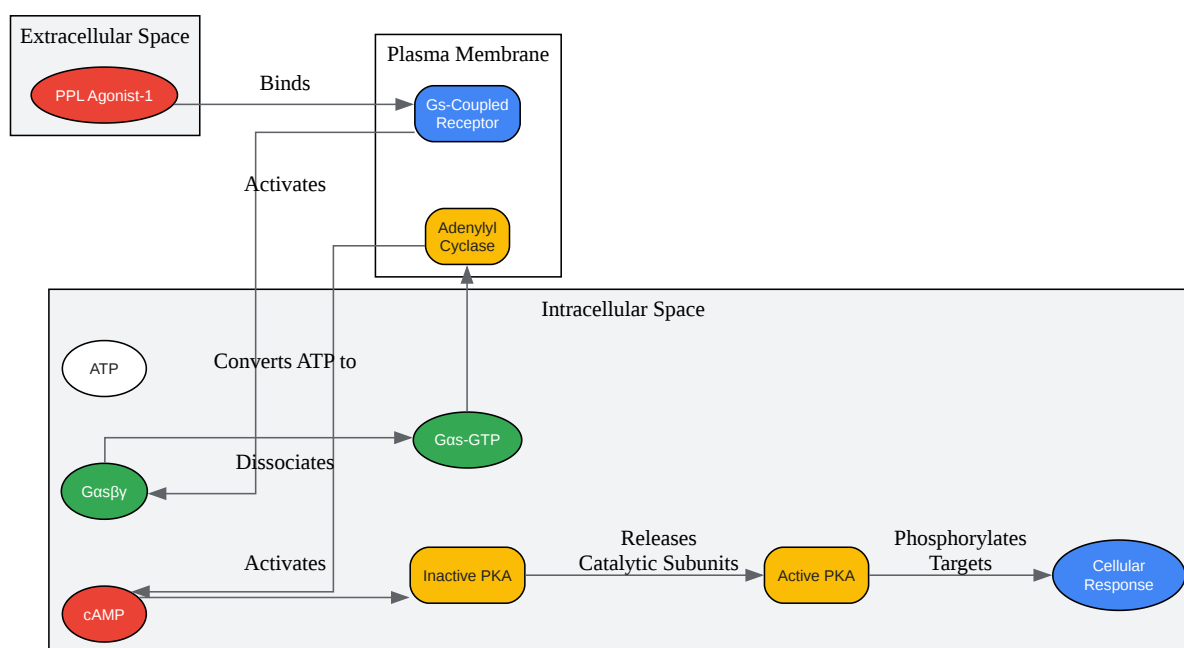 Extracellular Space
PPL Agonist-1
Binds
Plasma Membrane
Gs-Coupled
Receptor
Activates
Adenylyl
Cyclase
Intracellular Space
ATP
Converts ATP to
Gαs-GTP
Dissociates
Gαsβγ
Activates
cAMP
Inactive PKA
Releases
Catalytic Subunits
Active PKA
Phosphorylates
Targets
Cellular
Response